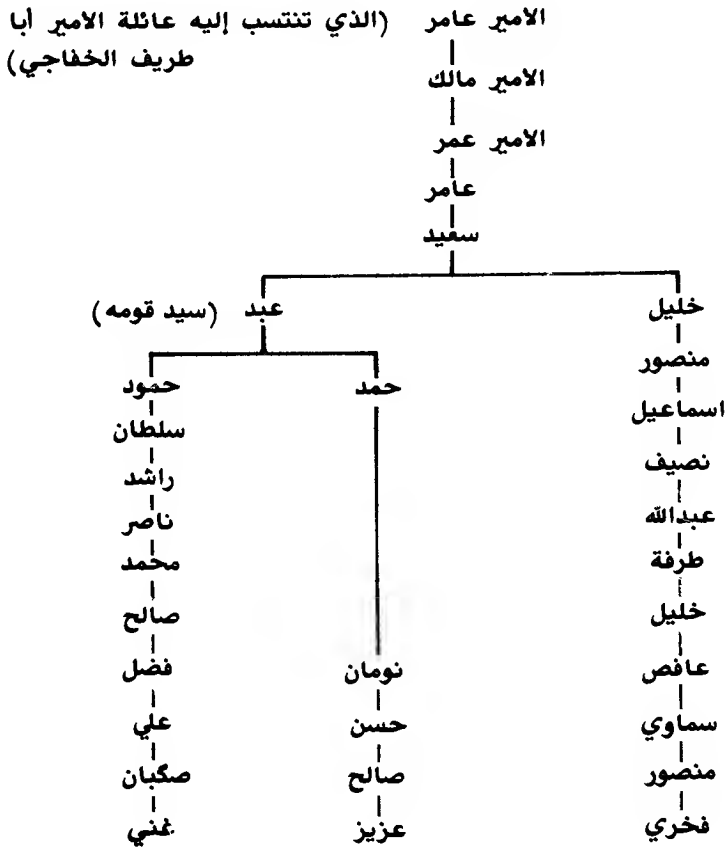 الامير عامر (الذي تنتسب إليه عائلة الامير أبا
طريف الخفاجي)
الامير مالك
الامير عمر
عامر
سعيد
خليل
عبد (سيد قومه)
منصور
حمد
حمود
اسماعيل
سلطان
نصيف
راشد
عبدالله
ناصر
طرفة
محمد
خليل
صالح
عافص
نومان
فضل
سماوي
حسن
علي
منصور
صالح
صگبان
فخري
عزيز
غني